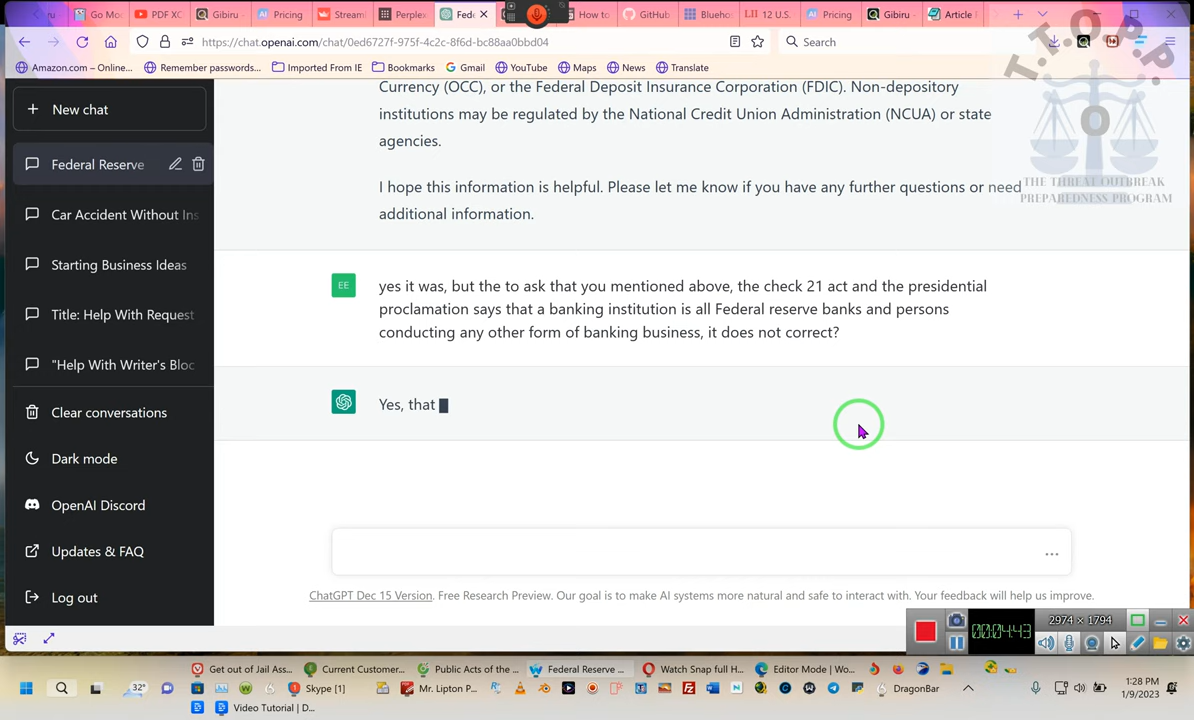 ru
Go Mo
PDF XC
Gibiru -
Pricing
Stream
Perplex
Fede
How to
GitHub
Blueho
LII 12 U.S.
Pricing
Gibiru -
Article
https://chat.openai.com/chat/0ed6727f-975f-4c2c-8f6d-bc88aa0bbd04
Search
Amazon.com – Online...
Remember passwords...
Imported From IE
Bookmarks
Gmail
YouTube
Maps
News
Translate
T.T.O.P.P.
THE THREAT OUTBREAK
PREPAREDNESS PROGRAM
New chat
Federal Reserve
Car Accident Without Ins
Starting Business Ideas
Title: Help With Request
"Help With Writer's Bloc
Clear conversations
Dark mode
OpenAI Discord
Updates & FAQ
Log out
Currency (OCC), or the Federal Deposit Insurance Corporation (FDIC). Non-depository
institutions may be regulated by the National Credit Union Administration (NCUA) or state
agencies.
I hope this information is helpful. Please let me know if you have any further questions or need
additional information.
EE
yes it was, but the to ask that you mentioned above, the check 21 act and the presidential
proclamation says that a banking institution is all Federal reserve banks and persons
conducting any other form of banking business, it does not correct?
Yes, that
ChatGPT Dec 15 Version. Free Research Preview. Our goal is to make AI systems more natural and safe to interact with. Your feedback will help us improve.
00:04:43
2974 × 1794
Get out of Jail Ass...
Current Customer...
Public Acts of the ...
Federal Reserve ...
Watch Snap full H...
Editor Mode | Wo...
32°
Skype [1]
Mr. Lipton P...
DragonBar
1:28 PM
1/9/2023
Video Tutorial | D...